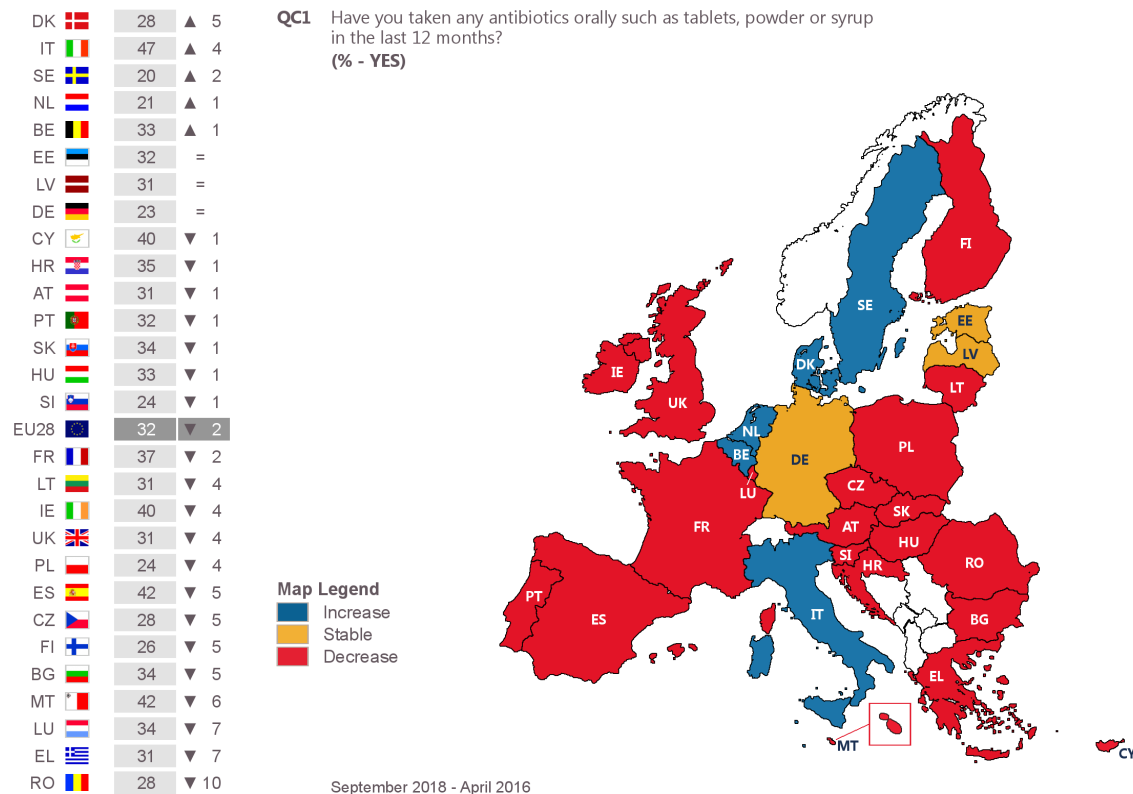 DK 28 ▲ 5
IT 47 ▲ 4
SE 20 ▲ 2
NL 21 ▲ 1
BE 33 ▲ 1
EE 32 =
LV 31 =
DE 23 =
CY 40 ▼ 1
HR 35 ▼ 1
AT 31 ▼ 1
PT 32 ▼ 1
SK 34 ▼ 1
HU 33 ▼ 1
SI 24 ▼ 1
EU28 32 ▼ 2
FR 37 ▼ 2
LT 31 ▼ 4
IE 40 ▼ 4
UK 31 ▼ 4
PL 24 ▼ 4
ES 42 ▼ 5
CZ 28 ▼ 5
FI 26 ▼ 5
BG 34 ▼ 5
MT 42 ▼ 6
LU 34 ▼ 7
EL 31 ▼ 7
RO 28 ▼ 10
QC1 Have you taken any antibiotics orally such as tablets, powder or syrup
in the last 12 months?
(% - YES)
FI
SE
EE
LV
DK
LT
IE
UK
NL
PL
BE
DE
CZ
LU
SK
FR
AT
HU
SI
HR
RO
PT
ES
IT
BG
EL
MT
CY
Map Legend
Increase
Stable
Decrease
September 2018 - April 2016